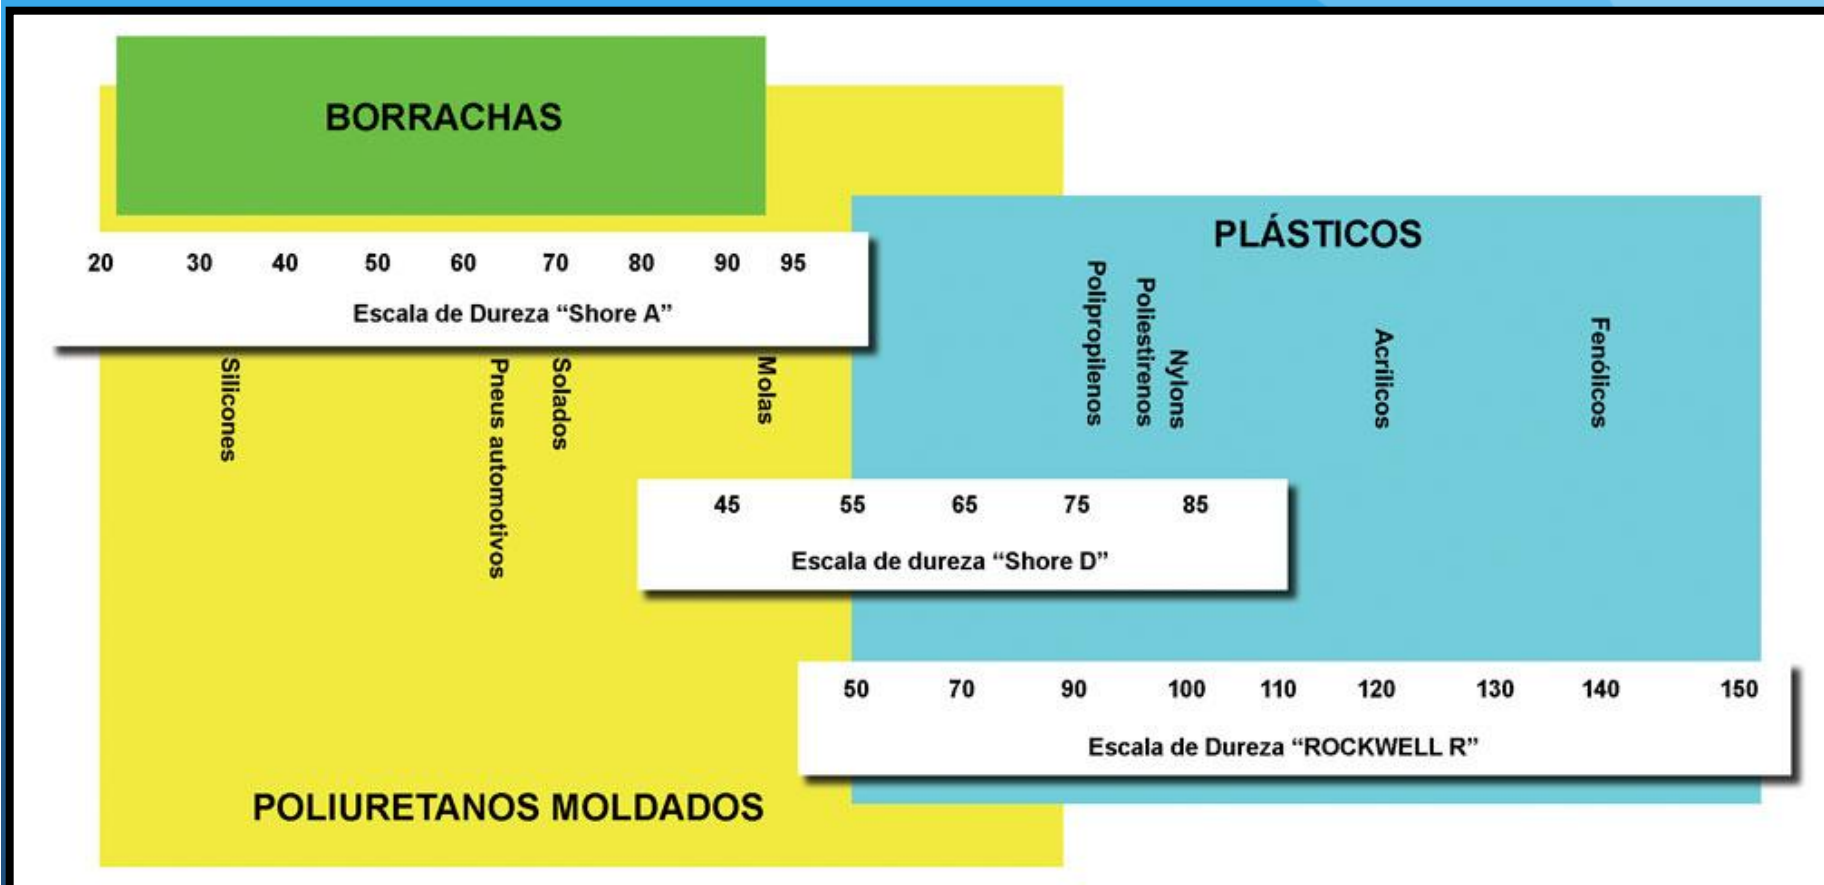 BORRACHAS
PLÁSTICOS
20 30 40 50 60 70 80 90 95
Escala de Dureza “Shore A”
Silicones
Pneus automotivos
Solados
Molas
Polipropilenos
Poliestirenos
Nylons
Acrílicos
Fenólicos
45 55 65 75 85
Escala de dureza “Shore D”
50 70 90 100 110 120 130 140 150
Escala de Dureza “ROCKWELL R”
POLIURETANOS MOLDADOS